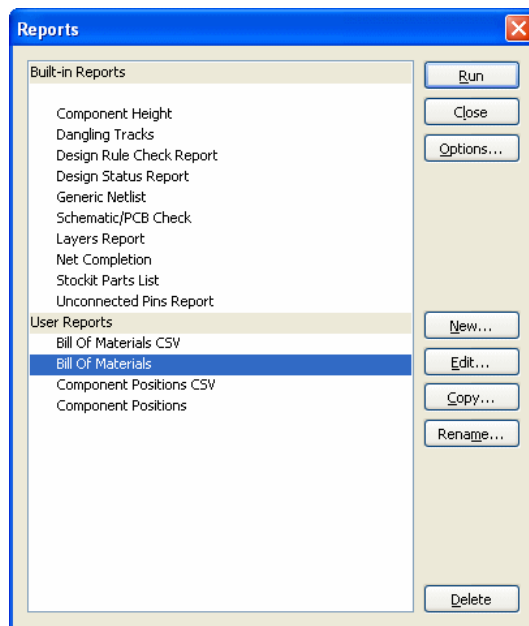 Reports
Built-in Reports
Component Height
Dangling Tracks
Design Rule Check Report
Design Status Report
Generic Netlist
Schematic/PCB Check
Layers Report
Net Completion
Stockit Parts List
Unconnected Pins Report
User Reports
Bill Of Materials CSV
Bill Of Materials
Component Positions CSV
Component Positions
Run
Close
Options...
New...
Edit...
Copy...
Rename...
Delete